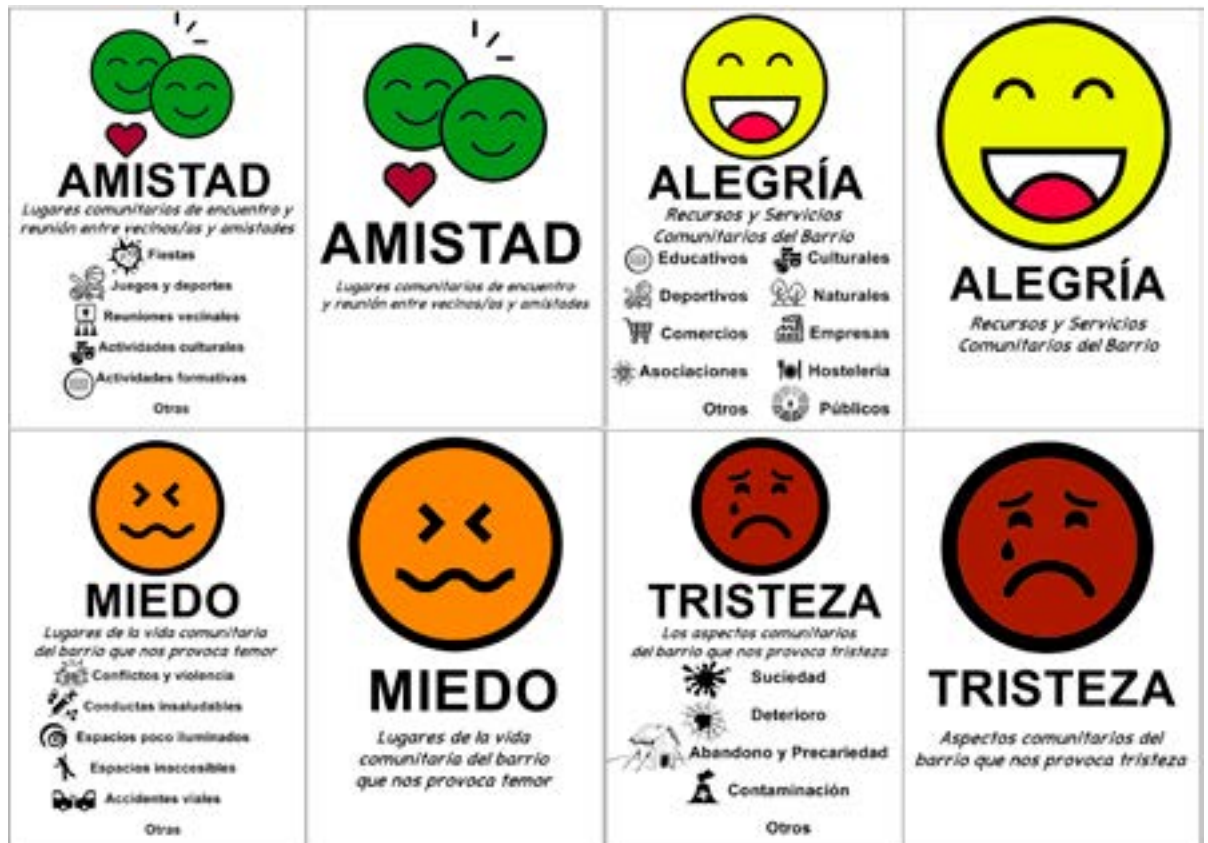 AMISTAD
Lugares comunitarios de encuentro y
reunión entre vecinos/as y amistades
Fiestas
Juegos y deportes
Reuniones vecinales
Actividades culturales
Actividades formativas
Otras
AMISTAD
Lugares comunitarios de encuentro
y reunión entre vecinos/as y amistades
ALEGRÍA
Recursos y Servicios
Comunitarios del Barrio
Educativos
Culturales
Deportivos
Naturales
Comercios
Empresas
Asociaciones
Hostelería
Otros
Públicos
ALEGRÍA
Recursos y Servicios
Comunitarios del Barrio
MIEDO
Lugares de la vida comunitaria
del barrio que nos provoca temor
Conflictos y violencia
Conductas insaludables
Espacios poco iluminados
Espacios inaccesibles
Accidentes viales
Otras
MIEDO
Lugares de la vida
comunitaria del barrio
que nos provoca temor
TRISTEZA
Los aspectos comunitarios
del barrio que nos provoca tristeza
Suciedad
Deterioro
Abandono y Precariedad
Contaminación
Otros
TRISTEZA
Aspectos comunitarios del
barrio que nos provoca tristeza